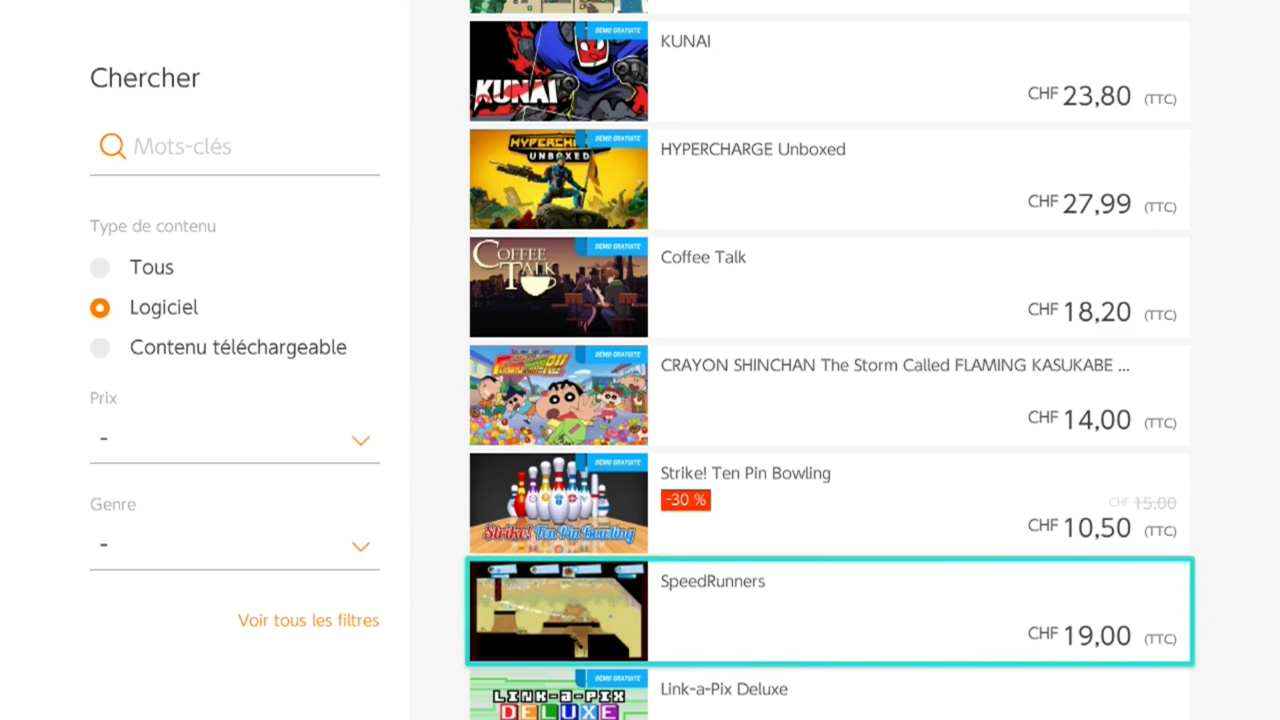 Chercher
Mots-clés
Type de contenu
Tous
Logiciel
Contenu téléchargeable
Prix
-
Genre
-
Voir tous les filtres
DÉMO GRATUITE
KUNAI
KUNAI
CHF 23,80 (TTC)
DÉMO GRATUITE
UNBOXED
HYPERCHARGE Unboxed
CHF 27,99 (TTC)
DÉMO GRATUITE
COFFEE
TALK
Coffee Talk
CHF 18,20 (TTC)
DÉMO GRATUITE
CRAYON SHINCHAN The Storm Called FLAMING KASUKABE ...
CHF 14,00 (TTC)
DÉMO GRATUITE
Strike! Ten Pin Bowling
Strike! Ten Pin Bowling
-30 %
CHF 15,00
CHF 10,50 (TTC)
SpeedRunners
CHF 19,00 (TTC)
DÉMO GRATUITE
LINK-a-PIX
DELUXE
Link-a-Pix Deluxe